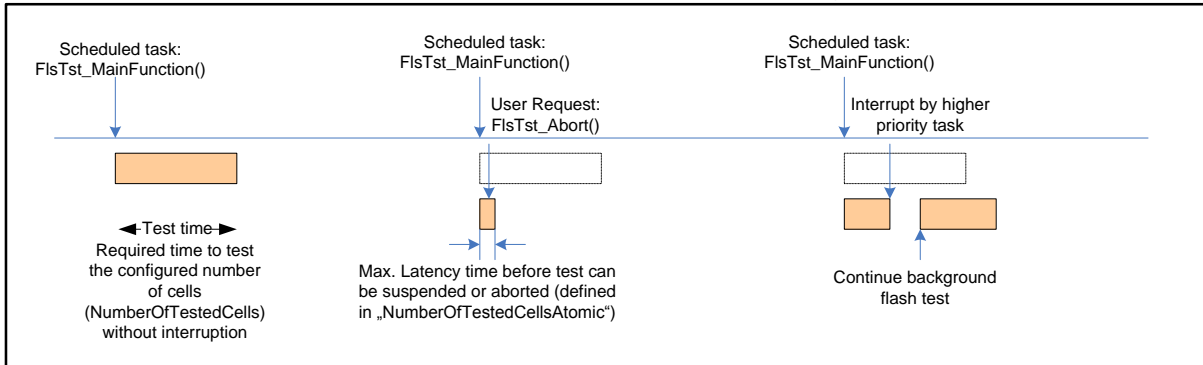 Scheduled task:
FlsTst_MainFunction()
Scheduled task:
FlsTst_MainFunction()
Scheduled task:
FlsTst_MainFunction()
User Request:
FlsTst_Abort()
Interrupt by higher
priority task
Test time
Required time to test
the configured number
of cells
(NumberOfTestedCells)
without interruption
Max. Latency time before test can
be suspended or aborted (defined
in „NumberOfTestedCellsAtomic“)
Continue background
flash test